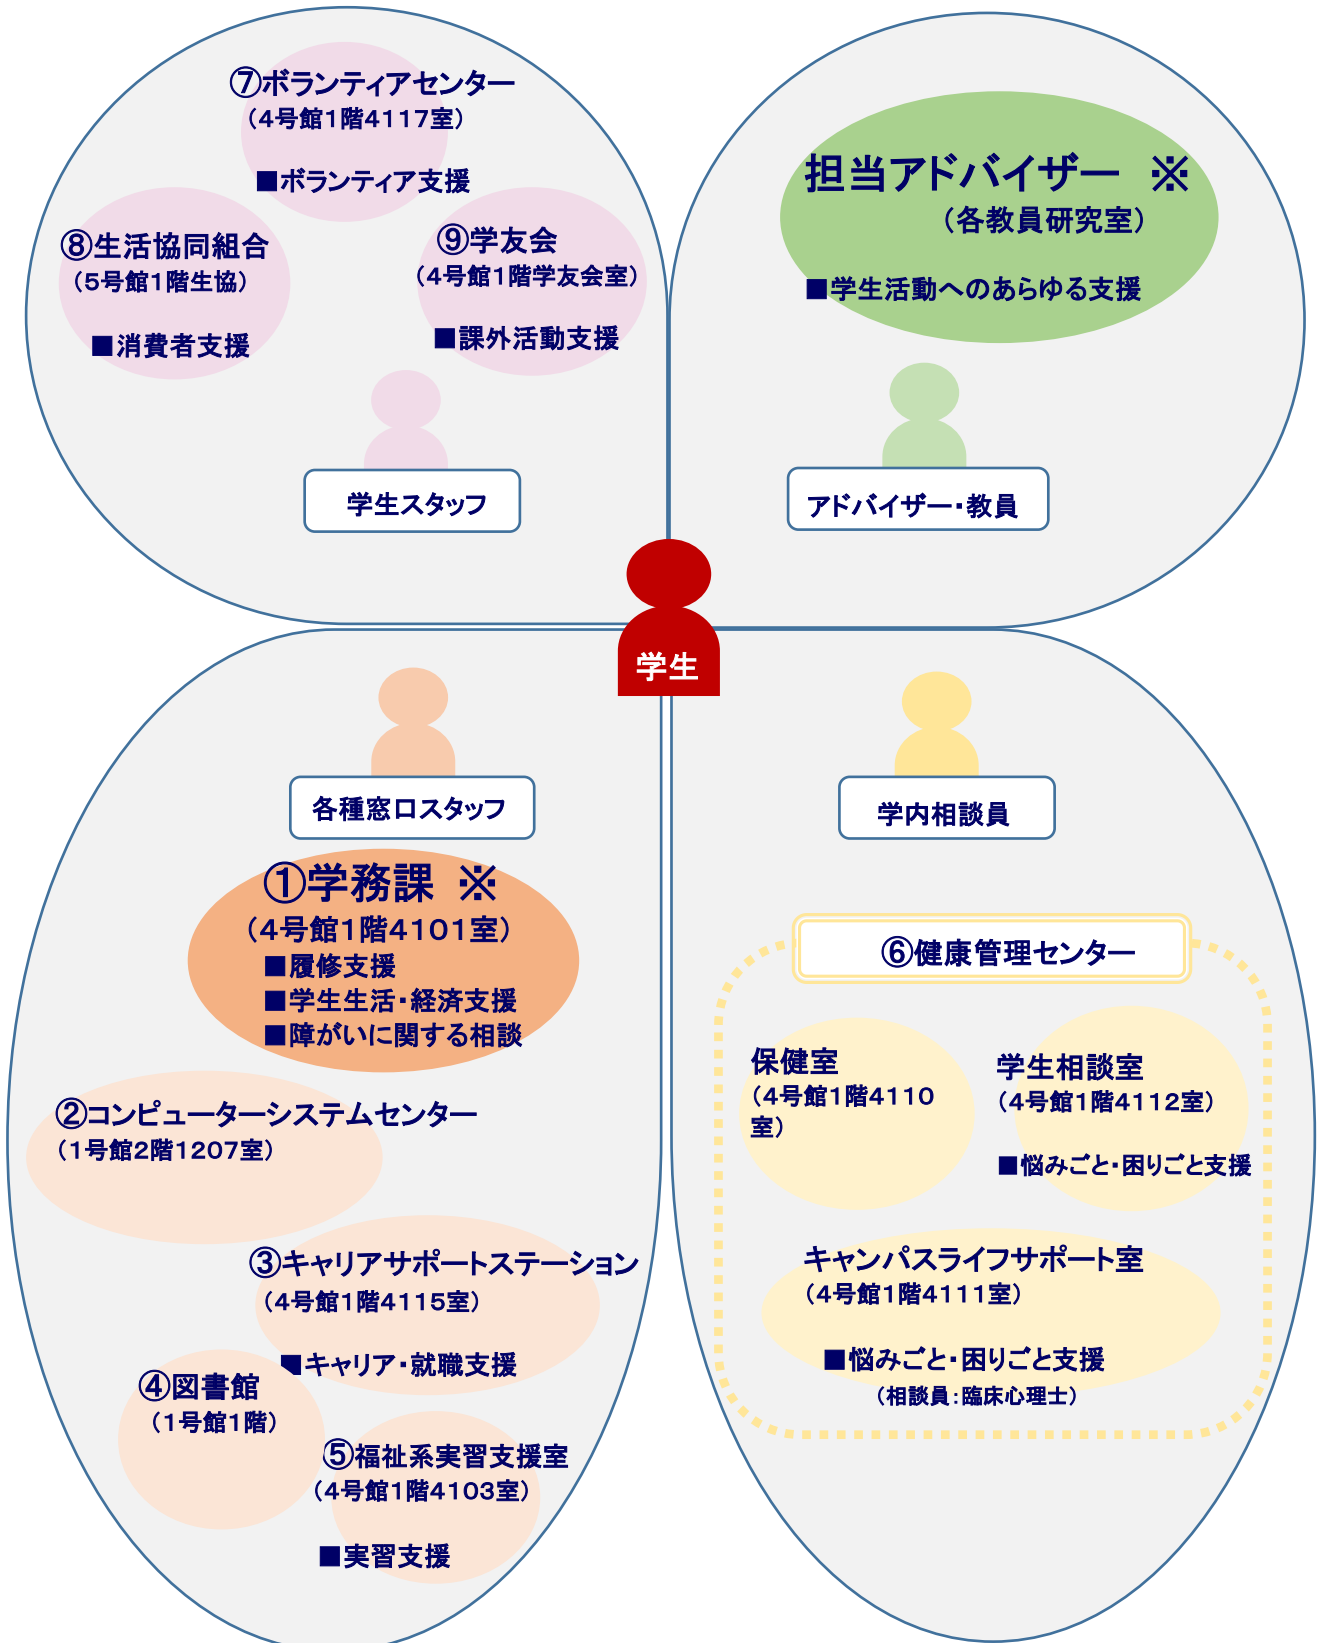 ⑦ボランティアセンター
（4号館1階4117室）
■ボランティア支援
⑧生活協同組合
（5号館1階生協）
■消費者支援
⑨学友会
（4号館1階学友会室）
■課外活動支援
学生スタッフ
担当アドバイザー　※
（各教員研究室）
■学生活動へのあらゆる支援
アドバイザー・教員
学生
各種窓口スタッフ
①学務課　※
（4号館1階4101室）
■履修支援
■学生生活・経済支援
■障がいに関する相談
②コンピューターシステムセンター
（1号館2階1207室）
③キャリアサポートステーション
（4号館1階4115室）
■キャリア・就職支援
④図書館
（1号館1階）
⑤福祉系実習支援室
（4号館1階4103室）
■実習支援
学内相談員
⑥健康管理センター
保健室
（4号館1階4110
室）
学生相談室
（4号館1階4112室）
■悩みごと・困りごと支援
キャンパスライフサポート室
（4号館1階4111室）
■悩みごと・困りごと支援
（相談員：臨床心理士）